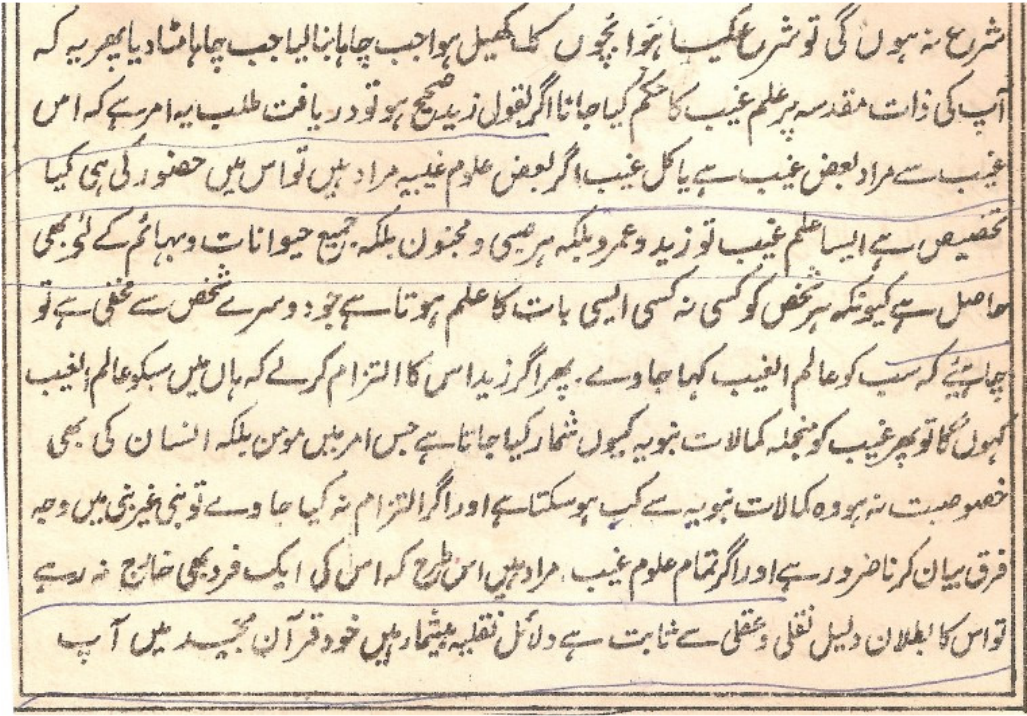 شرع نہ ہوں گی تو شرع کیا ہوا بچوں کا کھیل ہوا جب چاہا بنا لیا جب چاہا مٹا دیا پھر یہ کہ
آپ کی ذات مقدسہ پر علم غیب کا حکم کیا جانا اگر بقول زید صحیح ہو تو دریافت طلب یہ امر ہے کہ اس
غیب سے مراد بعض غیب ہے یا کل غیب اگر بعض علوم غیبیہ مراد ہیں تو اس میں حضور کی ہی کیا
تخصیص ہے ایسا علم غیب تو زید و عمرو بلکہ ہر صبی و مجنون بلکہ جمیع حیوانات و بہائم کے لئے بھی
حاصل ہے کیونکہ ہر شخص کو کسی نہ کسی ایسی بات کا علم ہوتا ہے جو دوسرے شخص سے مخفی ہے تو
چاہئیے کہ سب کو عالم الغیب کہا جاوے۔ پھر اگر زید اس کا التزام کر لے کہ ہاں میں سبکو عالم الغیب
کہوں گا تو پھر غیب کو منجملہ کمالات نبویہ کیوں شمار کیا جاتا ہے جس امر میں مومن بلکہ انسان کی بھی
خصوصیت نہ ہو وہ کمالات نبویہ سے کب ہو سکتا ہے اور اگر التزام نہ کیا جاوے تو نبی غیر نبی میں وجہ
فرق بیان کرنا ضرور ہے اور اگر تمام علوم غیب مراد ہیں اس طرح کہ اس کی ایک فرد بھی خارج نہ رہے
تو اس کا بطلان دلیل نقلی و عقلی سے ثابت ہے دلائل نقلیہ بیشمار ہیں خود قرآن مجید میں آپ